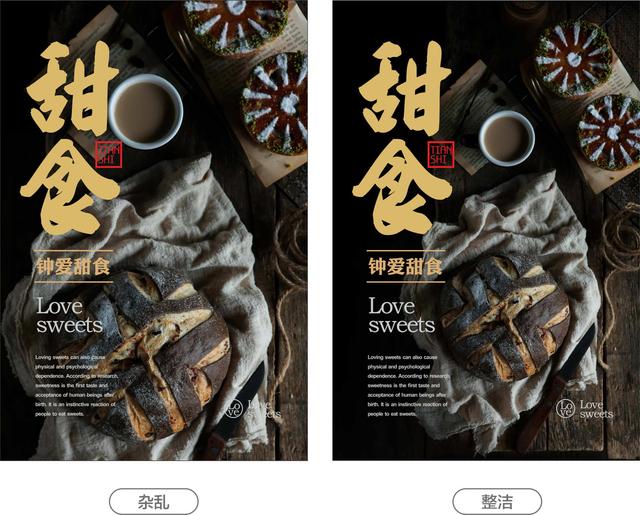 甜食
TIAN
SHI
钟爱甜食
Love
sweets
Loving sweets can also cause
physical and psychological
dependence. According to research,
sweetness is the first taste and
acceptance of human beings after
birth. It is an instinctive reaction of
people to eat sweets.
Lo
ve
Love
sweets
杂乱
甜食
TIAN
SHI
钟爱甜食
Love
sweets
Loving sweets can also cause
physical and psychological
dependence. According to research,
sweetness is the first taste and
acceptance of human beings after
birth. It is an instinctive reaction of
people to eat sweets.
Lo
ve
Love
sweets
整洁